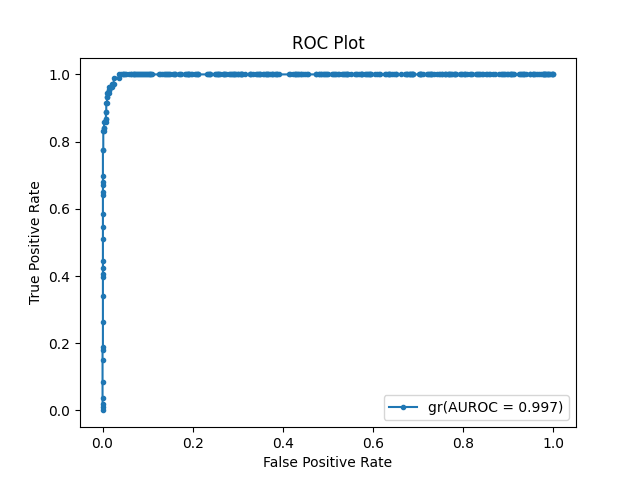 ROC Plot
True Positive Rate
1.0
0.8
0.6
0.4
0.2
0.0
gr(AUROC = 0.997)
0.0 0.2 0.4 0.6 0.8 1.0
False Positive Rate